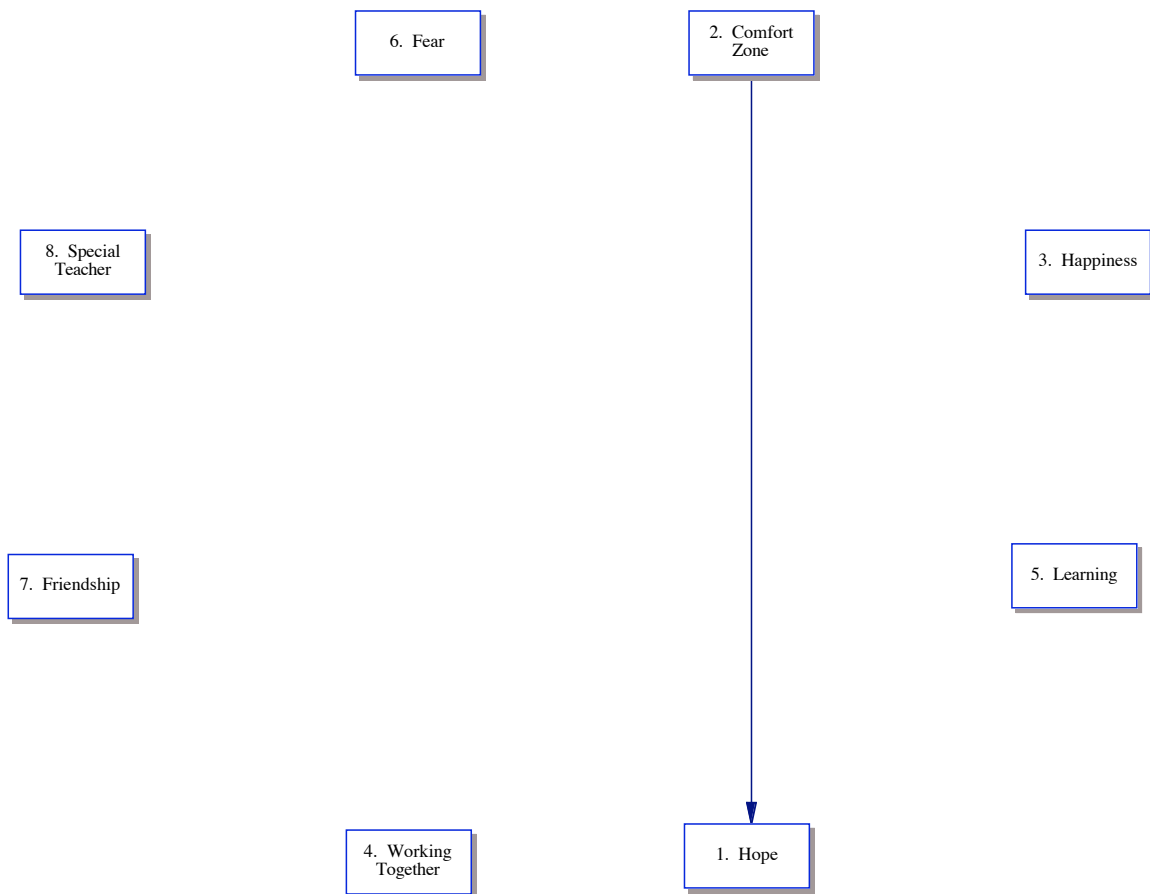 6. Fear
2. Comfort
Zone
8. Special
Teacher
3. Happiness
7. Friendship
5. Learning
4. Working
Together
1. Hope